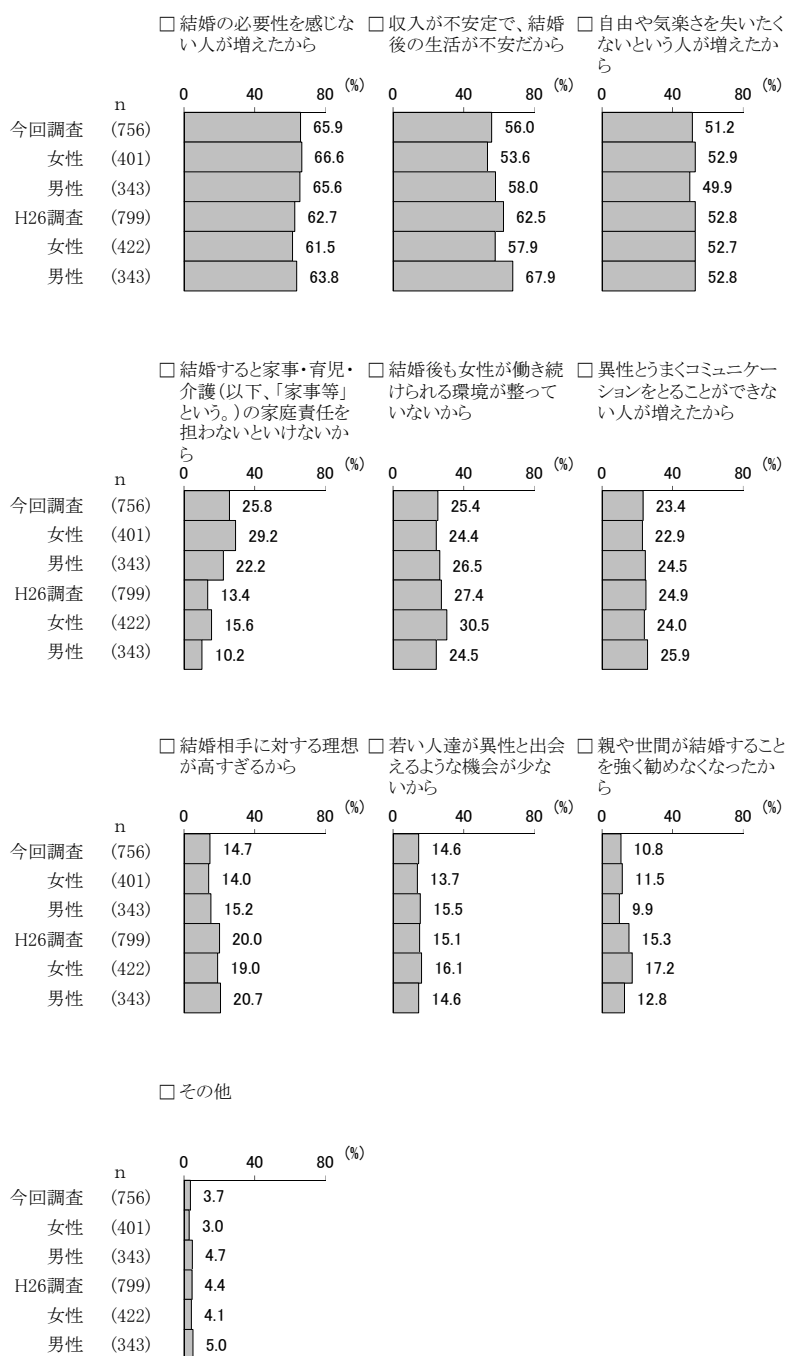 □ 結婚の必要性を感じな
い人が増えたから
□ 収入が不安定で、結婚
後の生活が不安だから
□ 自由や気楽さを失いたく
ないという人が増えたか
ら
n 0 40 80 (%) 0 40 80 (%) 0 40 80 (%)
今回調査 (756) 65.9 56.0 51.2
女性 (401) 66.6 53.6 52.9
男性 (343) 65.6 58.0 49.9
H26調査 (799) 62.7 62.5 52.8
女性 (422) 61.5 57.9 52.7
男性 (343) 63.8 67.9 52.8
□ 結婚すると家事・育児・
介護(以下、「家事等」
という。)の家庭責任を
担わないといけないか
ら
□ 結婚後も女性が働き続
けられる環境が整って
いないから
□ 異性とうまくコミュニケー
ションをとることができな
い人が増えたから
n 0 40 80 (%) 0 40 80 (%) 0 40 80 (%)
今回調査 (756) 25.8 25.4 23.4
女性 (401) 29.2 24.4 22.9
男性 (343) 22.2 26.5 24.5
H26調査 (799) 13.4 27.4 24.9
女性 (422) 15.6 30.5 24.0
男性 (343) 10.2 24.5 25.9
□ 結婚相手に対する理想
が高すぎるから
□ 若い人達が異性と出会
えるような機会が少な
いから
□ 親や世間が結婚すること
を強く勧めなくなったか
ら
n 0 40 80 (%) 0 40 80 (%) 0 40 80 (%)
今回調査 (756) 14.7 14.6 10.8
女性 (401) 14.0 13.7 11.5
男性 (343) 15.2 15.5 9.9
H26調査 (799) 20.0 15.1 15.3
女性 (422) 19.0 16.1 17.2
男性 (343) 20.7 14.6 12.8
□ その他
n 0 40 80 (%)
今回調査 (756) 3.7
女性 (401) 3.0
男性 (343) 4.7
H26調査 (799) 4.4
女性 (422) 4.1
男性 (343) 5.0